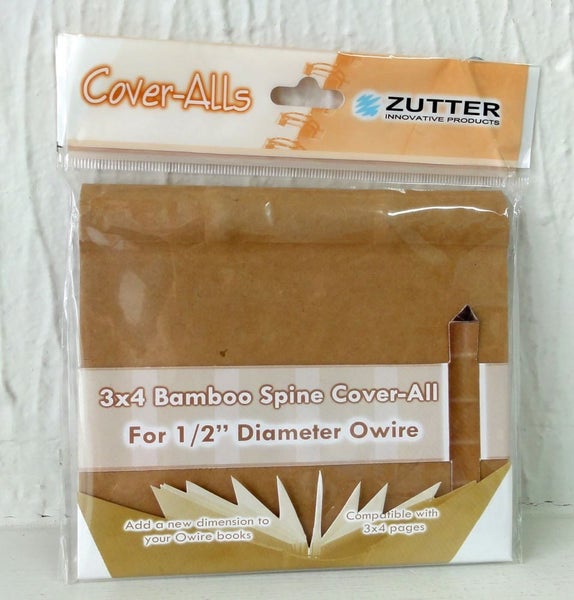 Cover-Alls
ZUTTER
INNOVATIVE PRODUCTS
3x4 Bamboo Spine Cover-All
For 1/2" Diameter Owire
Add a new dimension to
your Owire books
Compatible with
3x4 pages